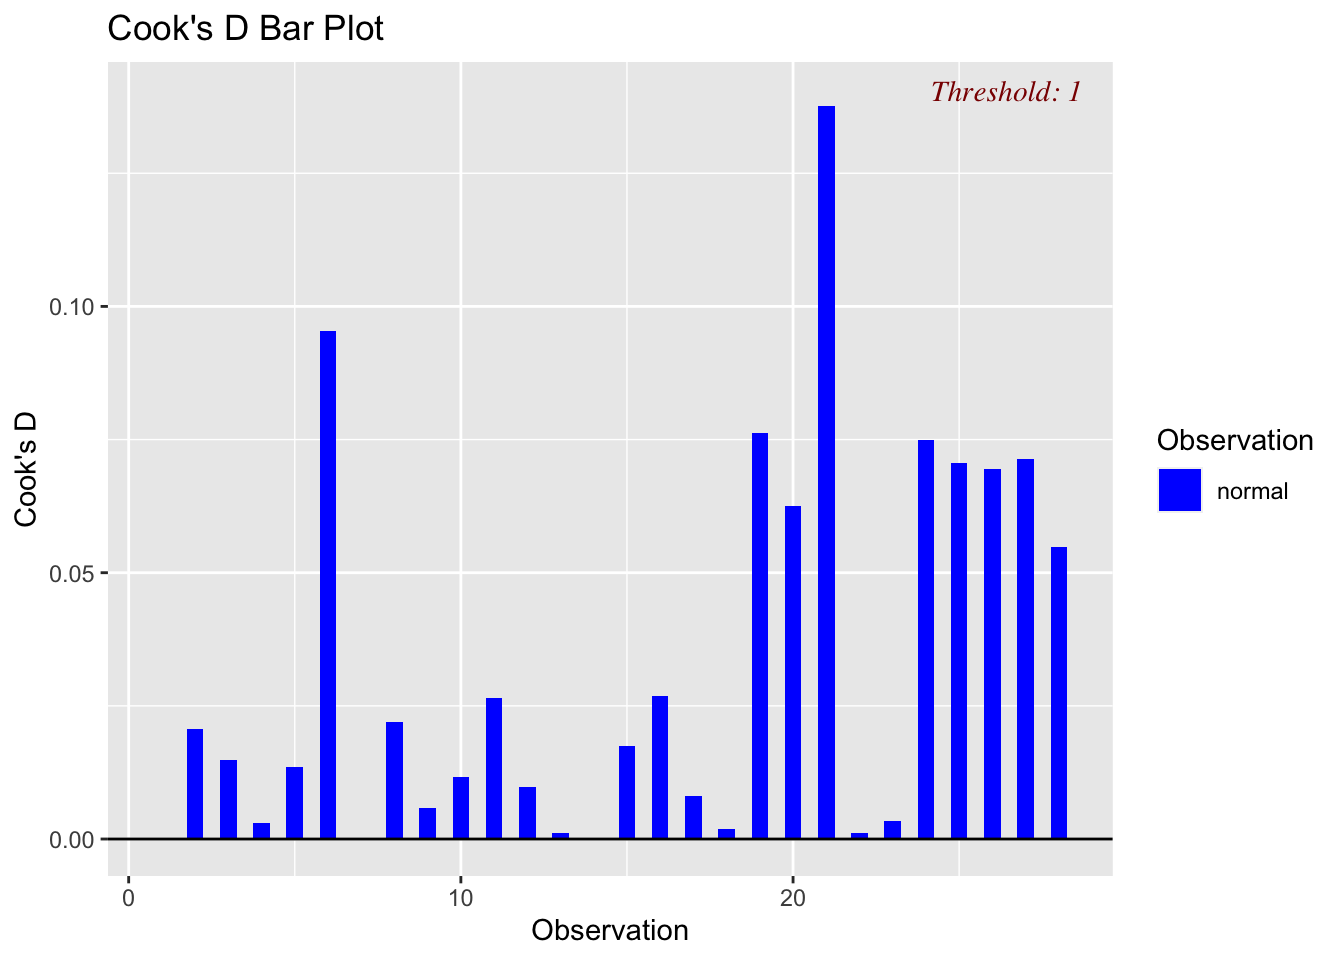 Cook's D Bar Plot
Threshold: 1
0.10
0.05
0.00
Cook's D
0
10
20
Observation
Observation
normal